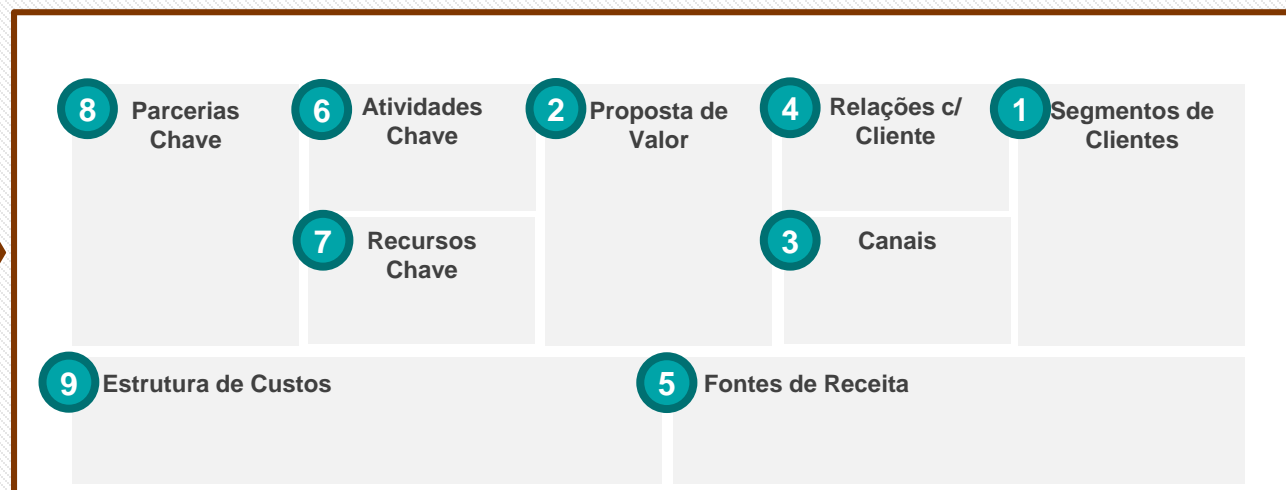 8
Parcerias
Chave
6
Atividades
Chave
2
Proposta de
Valor
4
Relações c/
Cliente
1
Segmentos de
Clientes
7
Recursos
Chave
3
Canais
9
Estrutura de Custos
5
Fontes de Receita